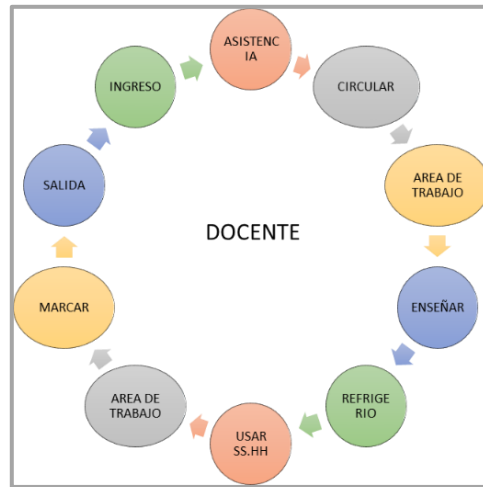 ASISTENC
IA
CIRCULAR
AREA DE
TRABAJO
ENSEÑAR
REFRIGE
RIO
USAR
SS.HH
AREA DE
TRABAJO
MARCAR
SALIDA
INGRESO
DOCENTE